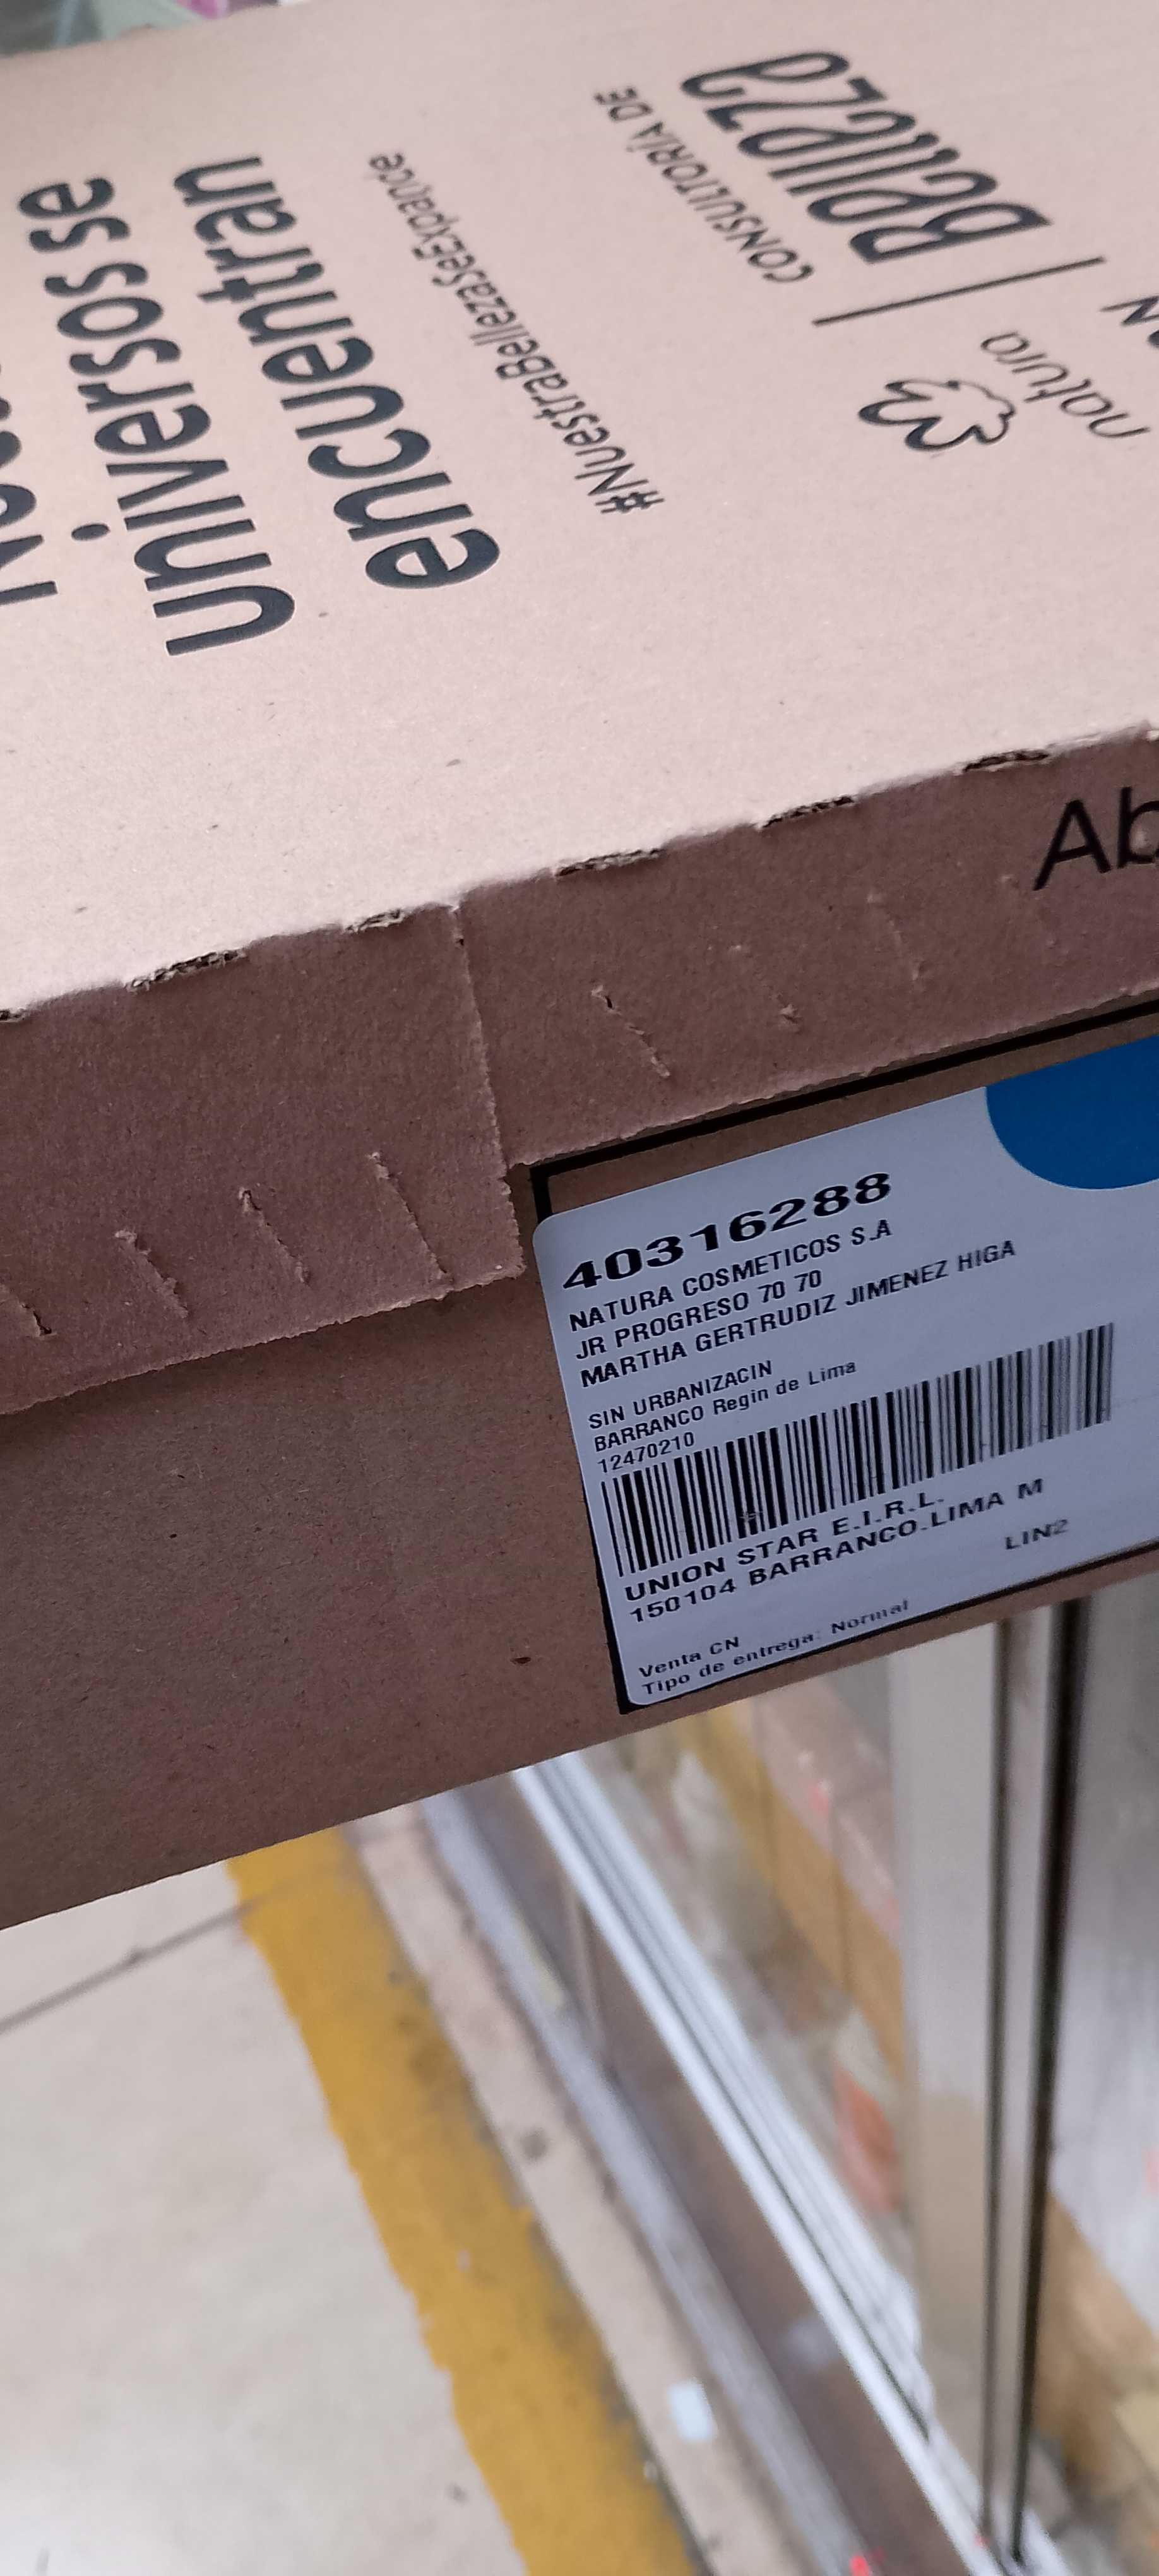 universos se
encuentran
#NuestraBellezaSeExpande
CONSULTORÍA DE
BELLEZA
natura
Ab
40316288
NATURA COSMETICOS S.A
JR PROGRESO 70 70
MARTHA GERTRUDIZ JIMENEZ HIGA
SIN URBANIZACIN
BARRANCO Regin de Lima
12470210
UNION STAR E.I.R.L.
150104 BARRANCO.LIMA M
LIN2
Venta CN
Tipo de entrega: Normal